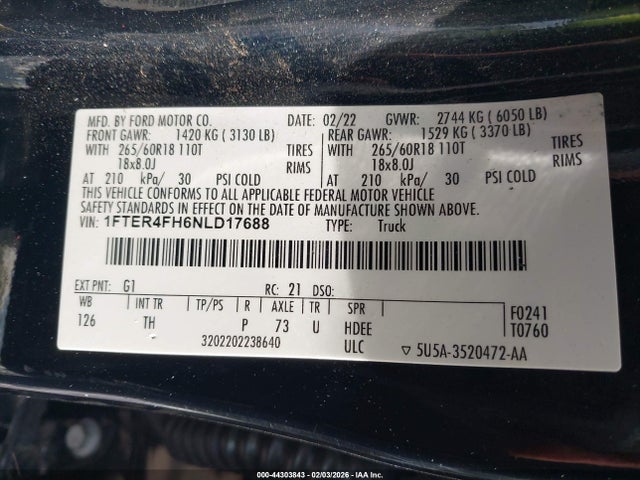 MFD. BY FORD MOTOR CO. DATE: 02/22 GVWR: 2744 KG ( 6050 LB)
FRONT GAWR: 1420 KG ( 3130 LB) REAR GAWR: 1529 KG ( 3370 LB)
WITH 265/60R18 110T TIRES WITH 265/60R18 110T TIRES
18x8.0J RIMS 18x8.0J RIMS
AT 210 kPa/ 30 PSI COLD AT 210 kPa/ 30 PSI COLD
THIS VEHICLE CONFORMS TO ALL APPLICABLE FEDERAL MOTOR VEHICLE
SAFETY STANDARDS IN EFFECT ON THE DATE OF MANUFACTURE SHOWN ABOVE.
VIN: 1FTER4FH6NLD17688 TYPE: Truck
EXT PNT: G1 RC: 21 DSO:
WB INT TR TP/PS R AXLE TR SPR F0241
126 TH P 73 U HDEE T0760
3202202238640 ULC ▽ 5U5A-3520472-AA
000-44303843 - 02/03/2026 - IAA Inc.